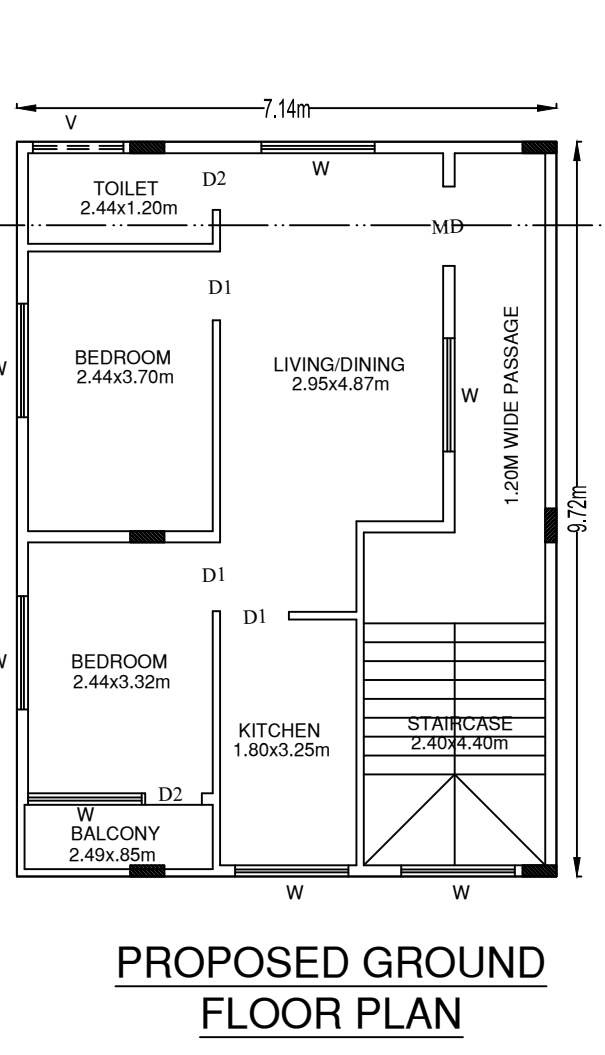 7.14m
V
D2
W
TOILET
2.44x1.20m
MD
D1
W
BEDROOM
2.44x3.70m
LIVING/DINING
2.95x4.87m
W
1.20M WIDE PASSAGE
9.72m
D1
D1
W
BEDROOM
2.44x3.32m
KITCHEN
1.80x3.25m
STAIRCASE
2.40x4.40m
D2
W
BALCONY
2.49x.85m
W
W
PROPOSED GROUND
FLOOR PLAN